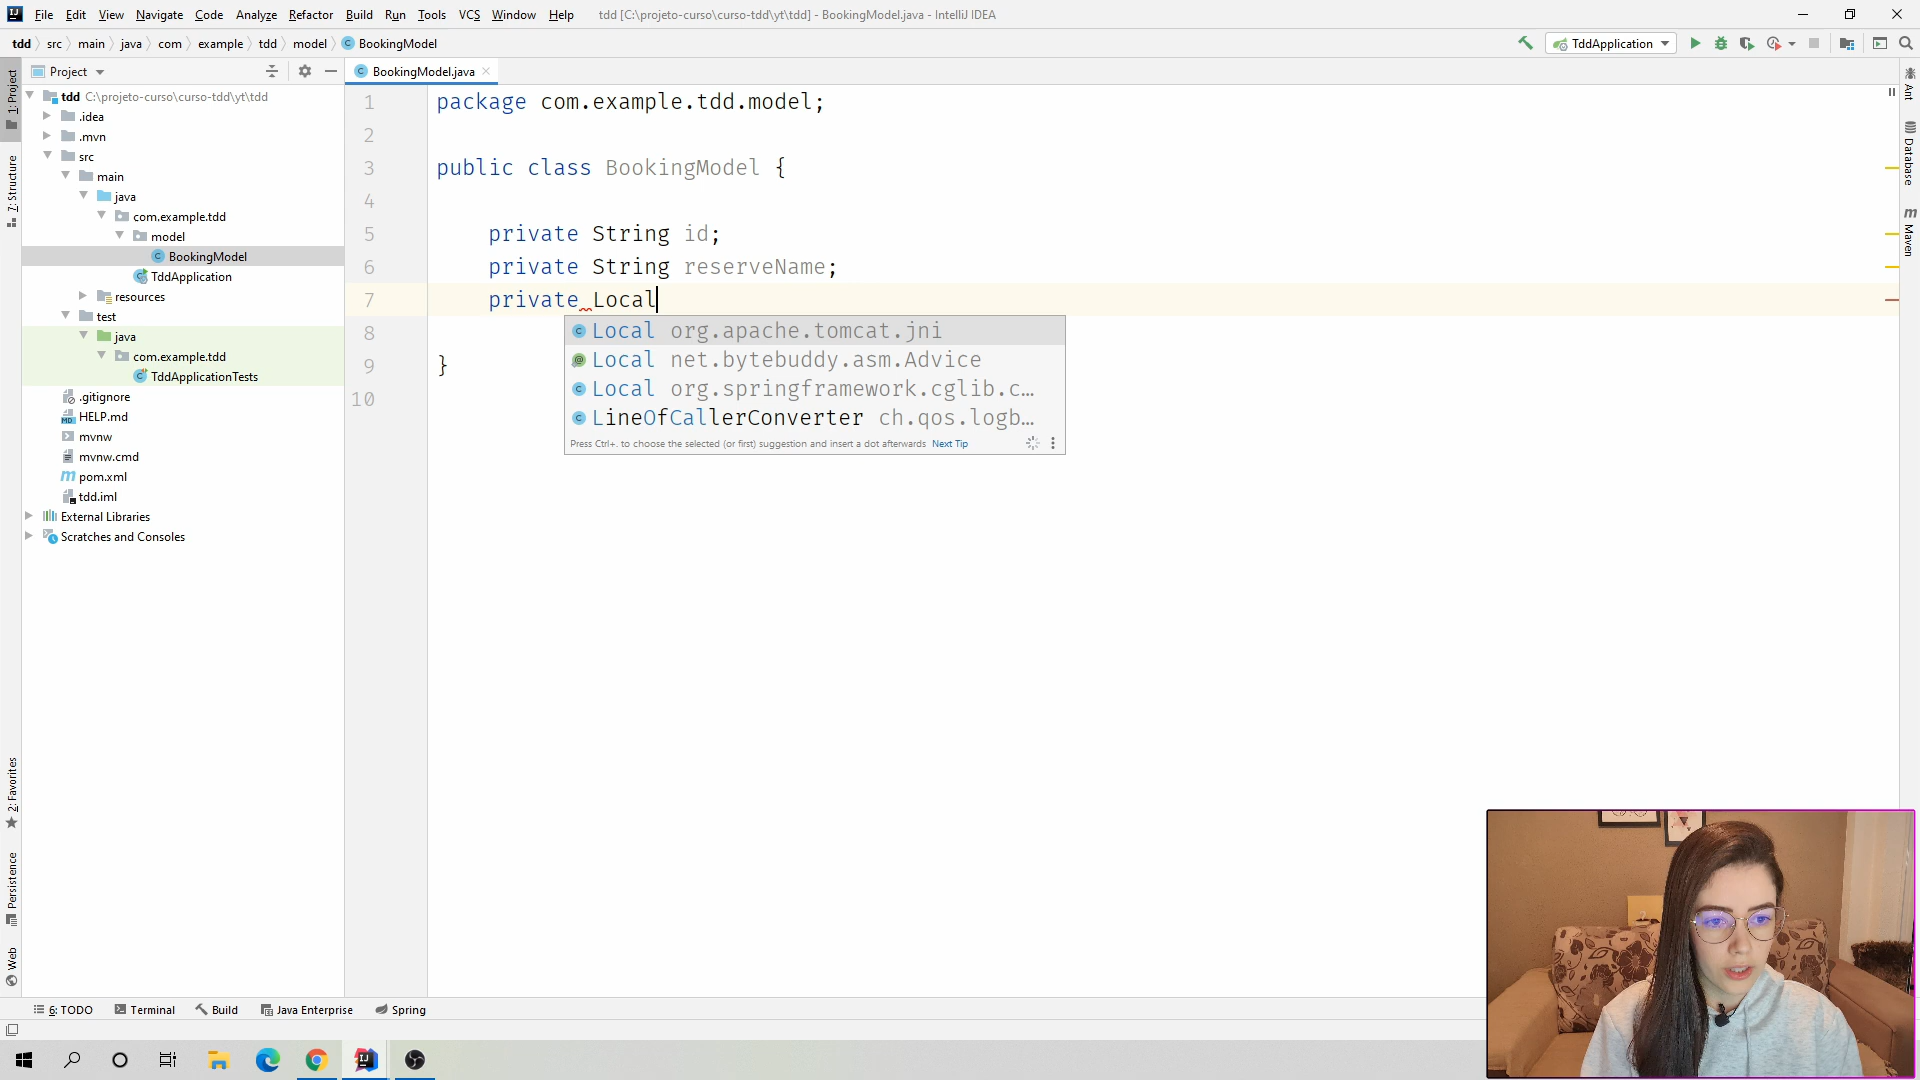 File Edit View Navigate Code Analyze Refactor Build Run Tools VCS Window Help tdd [C:\projeto-curso\curso-tdd\yt\tdd] - BookingModel.java - IntelliJ IDEA
tdd src main java com example tdd model BookingModel TddApplication
Project BookingModel.java
1: Project
7: Structure
2: Favorites
Persistence
Web
tdd C:\projeto-curso\curso-tdd\yt\tdd
.idea
.mvn
src
main
java
com.example.tdd
model
BookingModel
TddApplication
resources
test
java
com.example.tdd
TddApplicationTests
.gitignore
HELP.md
mvnw
mvnw.cmd
pom.xml
tdd.iml
External Libraries
Scratches and Consoles
1 package com.example.tdd.model;
2
3 public class BookingModel {
4
5 private String id;
6 private String reserveName;
7 private Local
8
9 }
10
Local org.apache.tomcat.jni
Local net.bytebuddy.asm.Advice
Local org.springframework.cglib.c…
LineOfCallerConverter ch.qos.logb…
Press Ctrl+. to choose the selected (or first) suggestion and insert a dot afterwards Next Tip
Ant
Database
Maven
6: TODO Terminal Build Java Enterprise Spring